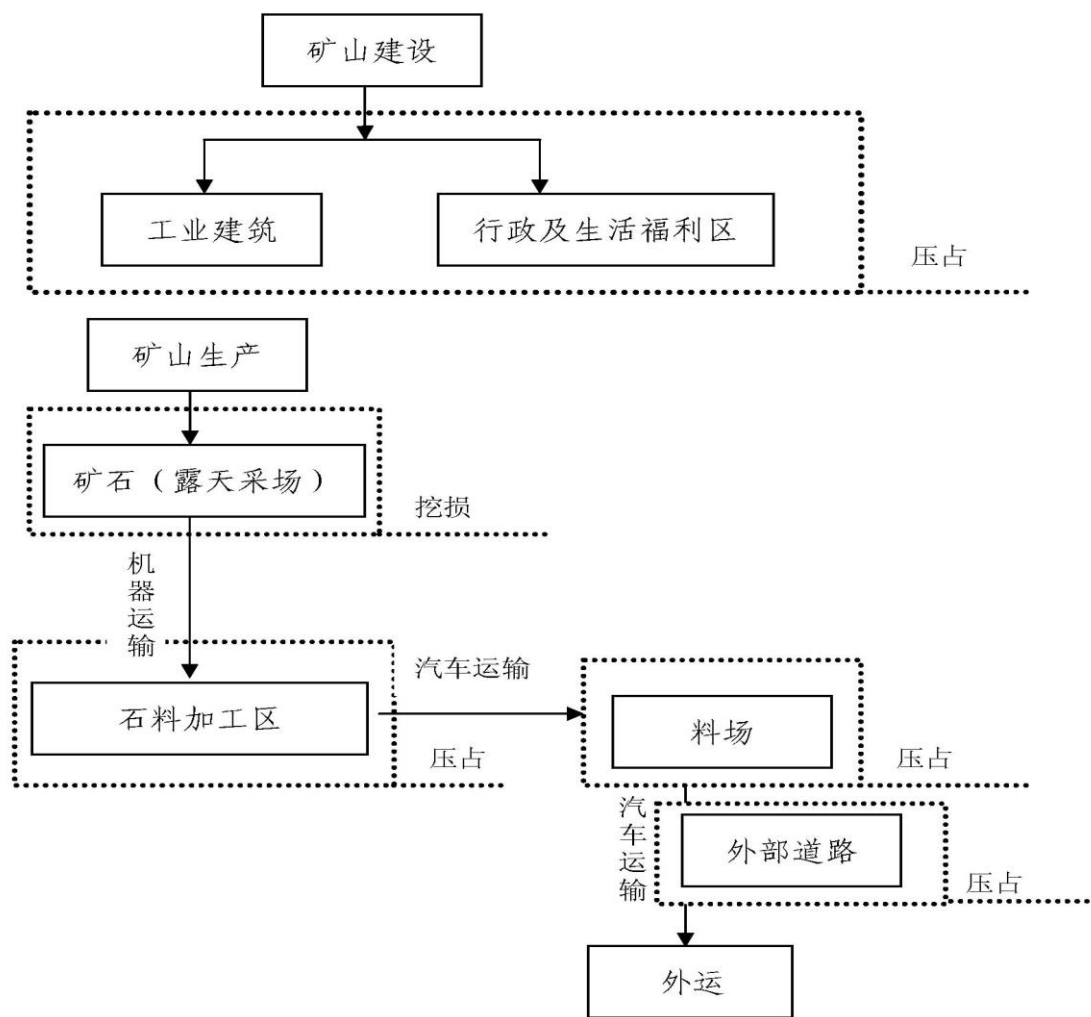 矿山建设
工业建筑
行政及生活福利区
压占
矿山生产
矿石（露天采场）
挖损
机器运输
石料加工区
汽车运输
压占
料场
压占
汽车运输
外部道路
压占
外运